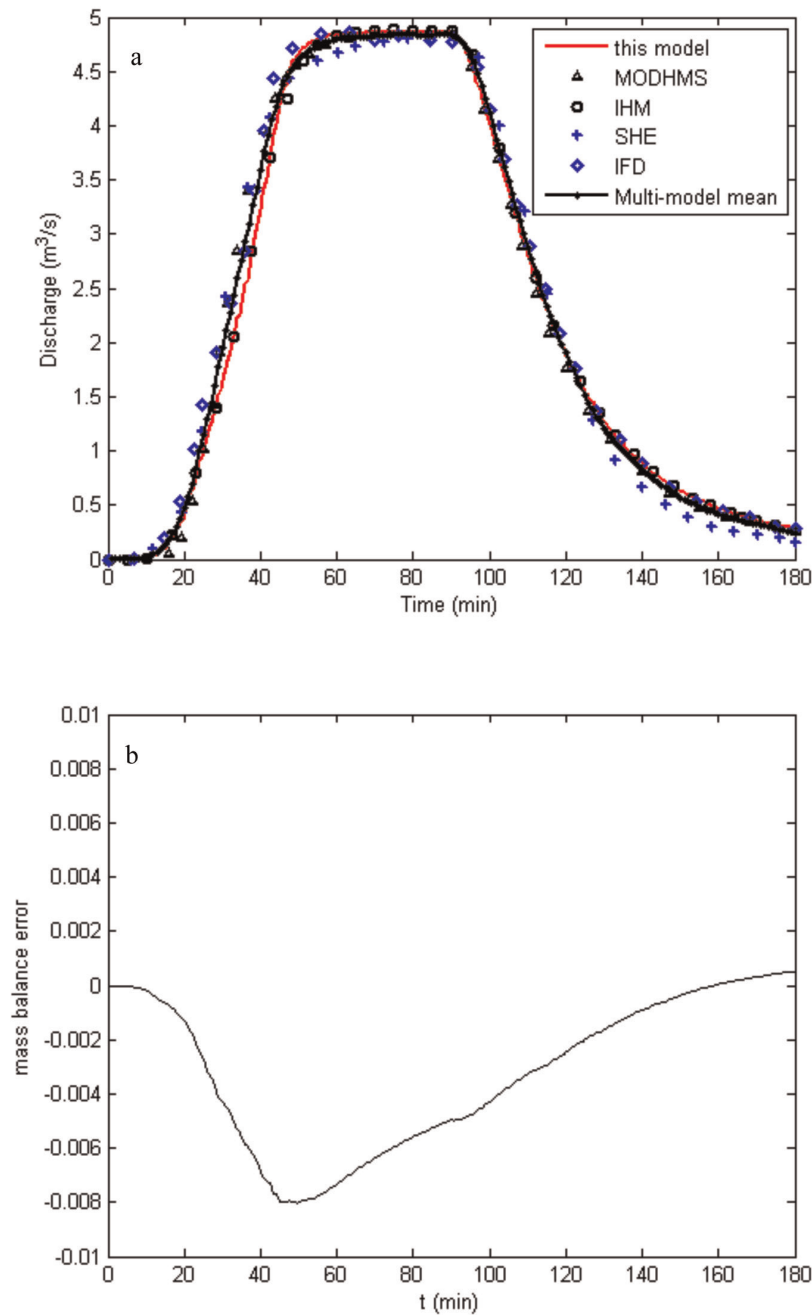 a
5
4.5
4
3.5
3
2.5
2
1.5
1
0.5
0
Discharge (m³/s)
this model
MODHMS
IHM
SHE
IFD
Multi-model mean
0 20 40 60 80 100 120 140 160 180
Time (min)
b
0.01
0.008
0.006
0.004
0.002
0
-0.002
-0.004
-0.006
-0.008
-0.01
mass balance error
0 20 40 60 80 100 120 140 160 180
t (min)